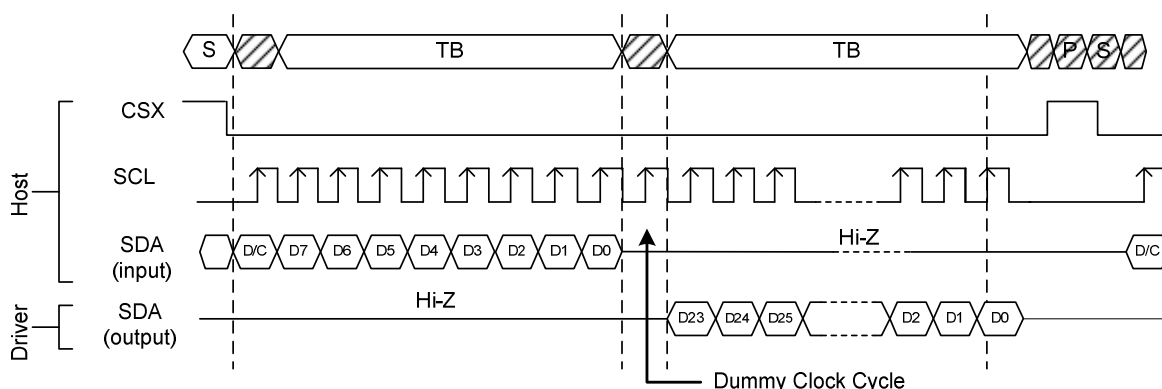 S TB TB P S
CSX
SCL
Host
SDA
(input)
D/C D7 D6 D5 D4 D3 D2 D1 D0 Hi-Z D/C
SDA
(output)
Driver
Hi-Z D23 D24 D25 D2 D1 D0
Dummy Clock Cycle